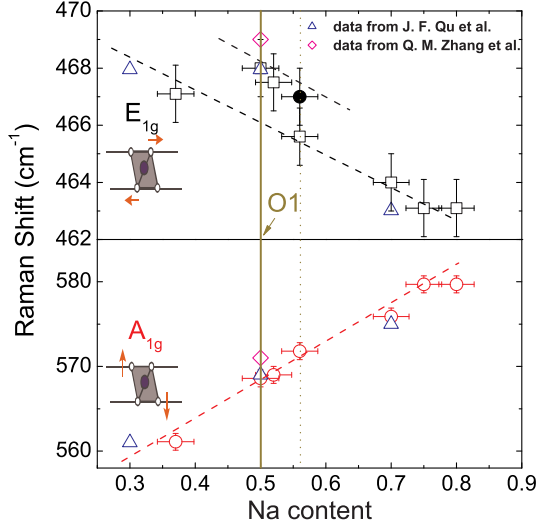 470
data from J. F. Qu et al.
data from Q. M. Zhang et al.
468
E1g
466
464
462
O1
Raman Shift (cm-1)
580
A1g
570
560
0.3 0.4 0.5 0.6 0.7 0.8 0.9
Na content